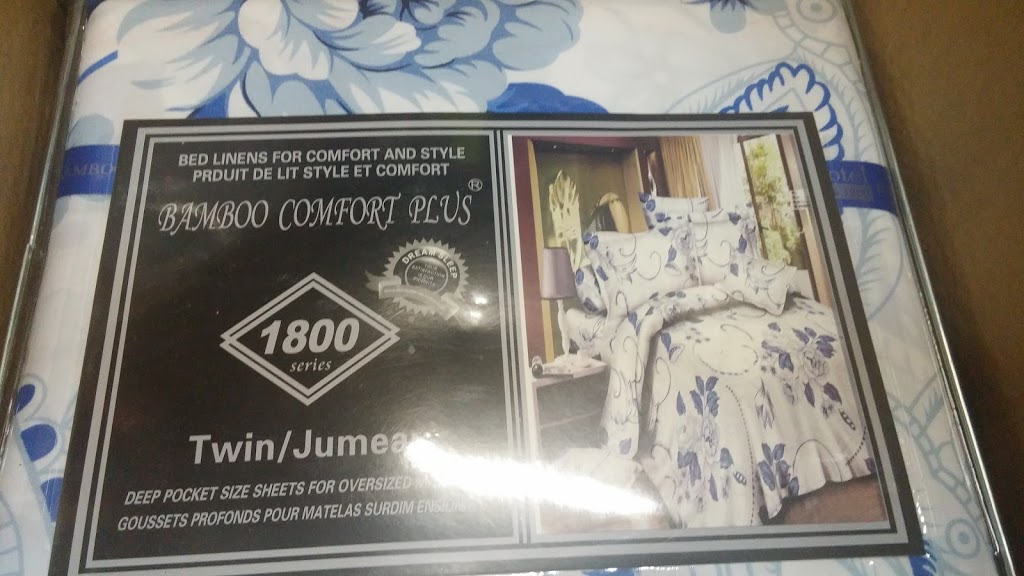 BED LINENS FOR COMFORT AND STYLE
PRDUIT DE LIT STYLE ET COMFORT
BAMBOO COMFORT PLUS®
DREAM
1800
series
Twin/Jumea
DEEP POCKET SIZE SHEETS FOR OVERSIZED
GOUSSETS PROFONDS POUR MATELAS SURDIM